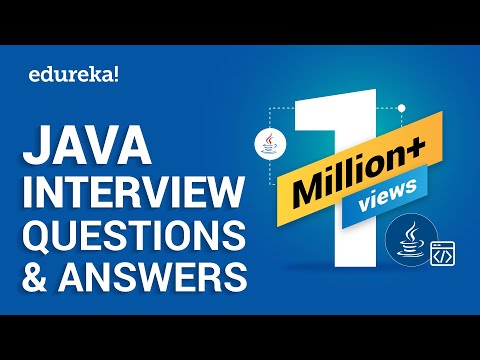 edureka!
JAVA
INTERVIEW
QUESTIONS
& ANSWERS
1
Million+
views
</>